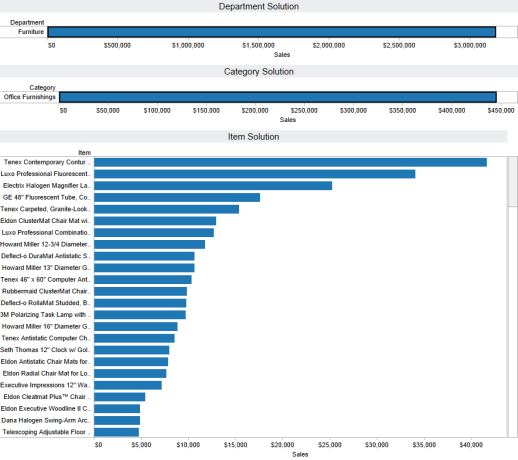 Department Solution
Department
Furniture
$0 $500,000 $1,000,000 $1,500,000 $2,000,000 $2,500,000 $3,000,000
Sales
Category Solution
Category
Office Furnishings
$0 $50,000 $100,000 $150,000 $200,000 $250,000 $300,000 $350,000 $400,000 $450,000
Sales
Item Solution
Item
Tenex Contemporary Contur..
Luxo Professional Fluorescent..
Electrix Halogen Magnifier La..
GE 48" Fluorescent Tube, Co..
Tenex Carpeted, Granite-Look..
Eldon ClusterMat Chair Mat wi..
Luxo Professional Combinatio..
Howard Miller 12-3/4 Diameter..
Deflect-o DuraMat Antistatic S..
Howard Miller 13" Diameter G..
Tenex 46" x 60" Computer Ant..
Rubbermaid ClusterMat Chair..
Deflect-o RollaMat Studded, B..
3M Polarizing Task Lamp with ..
Howard Miller 16" Diameter G..
Tenex Antistatic Computer Ch..
Seth Thomas 12" Clock w/ Gol..
Eldon Antistatic Chair Mats for..
Eldon Radial Chair Mat for Lo..
Executive Impressions 12" Wa..
Eldon Cleatmat Plus™ Chair ..
Eldon Executive Woodline II C..
Dana Halogen Swing-Arm Arc..
Telescoping Adjustable Floor ..
$0 $5,000 $10,000 $15,000 $20,000 $25,000 $30,000 $35,000 $40,000
Sales